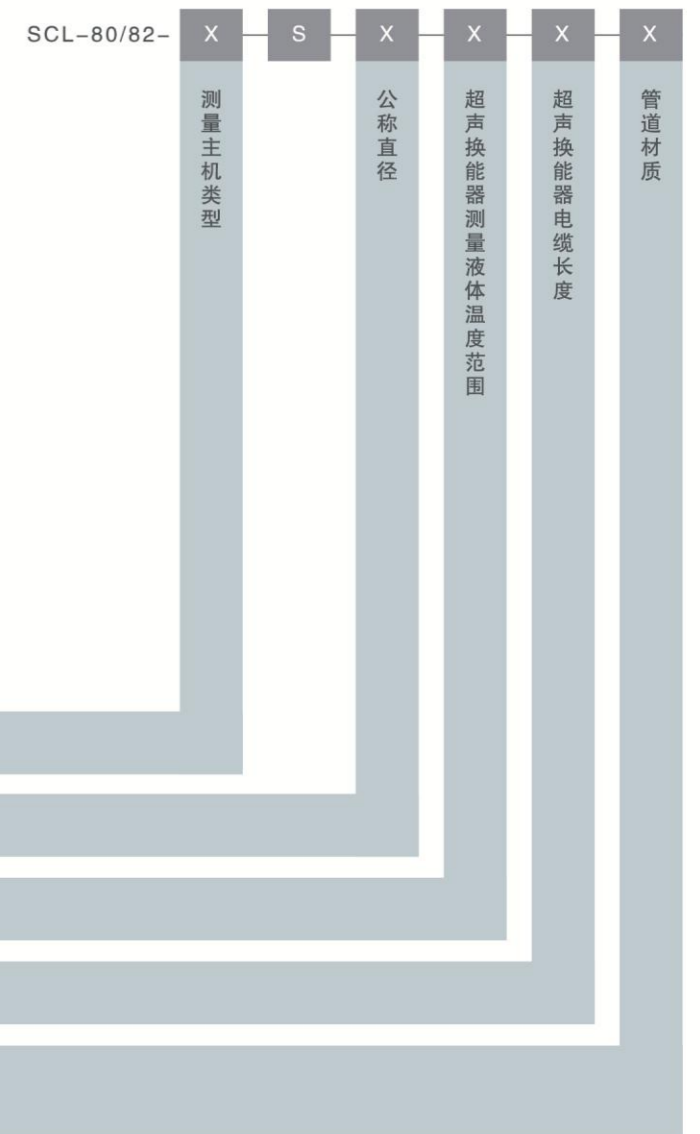 SCL-80/82- X - S - X - X - X - X
测量主机类型
公称直径
超声换能器测量液体温度范围
超声换能器电缆长度
管道材质